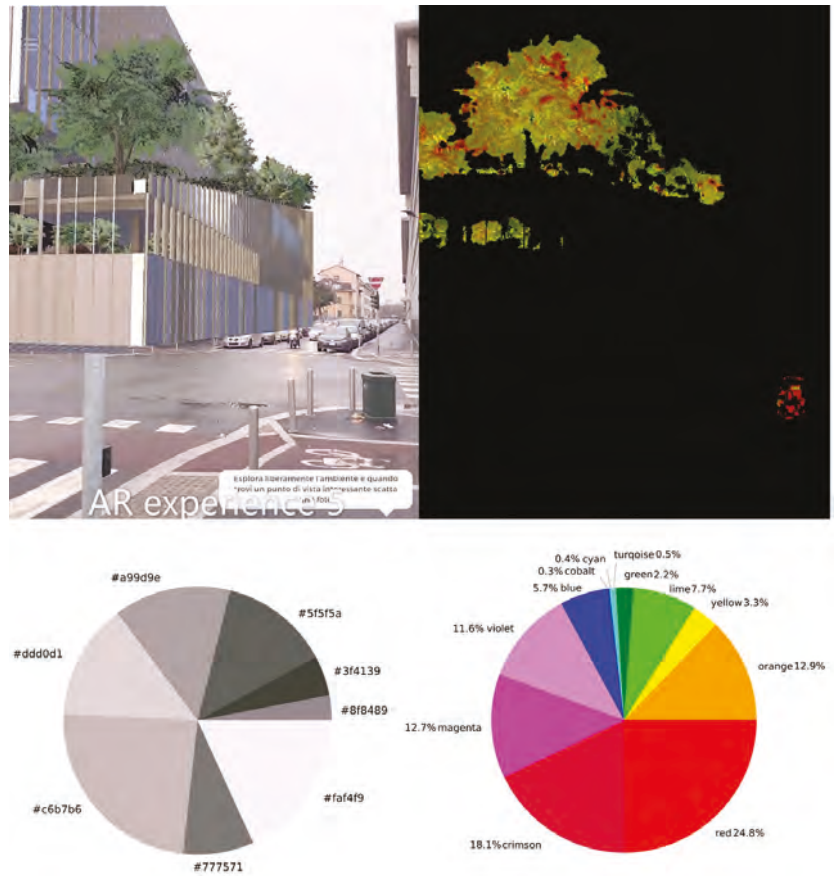 Esplora liberamente l'ambiente e quando
trovi un punto di vista interessante scatta
foto
AR experience 5
#a99d9e
#5f5f5a
#3f4139
#8f8489
#faf4f9
#777571
#c6b7b6
#ddd0d1
0.4% cyan
turqoise 0.5%
0.3% cobalt
green 2.2%
5.7% blue
lime 7.7%
yellow 3.3%
11.6% violet
orange 12.9%
12.7% magenta
red 24.8%
18.1% crimson